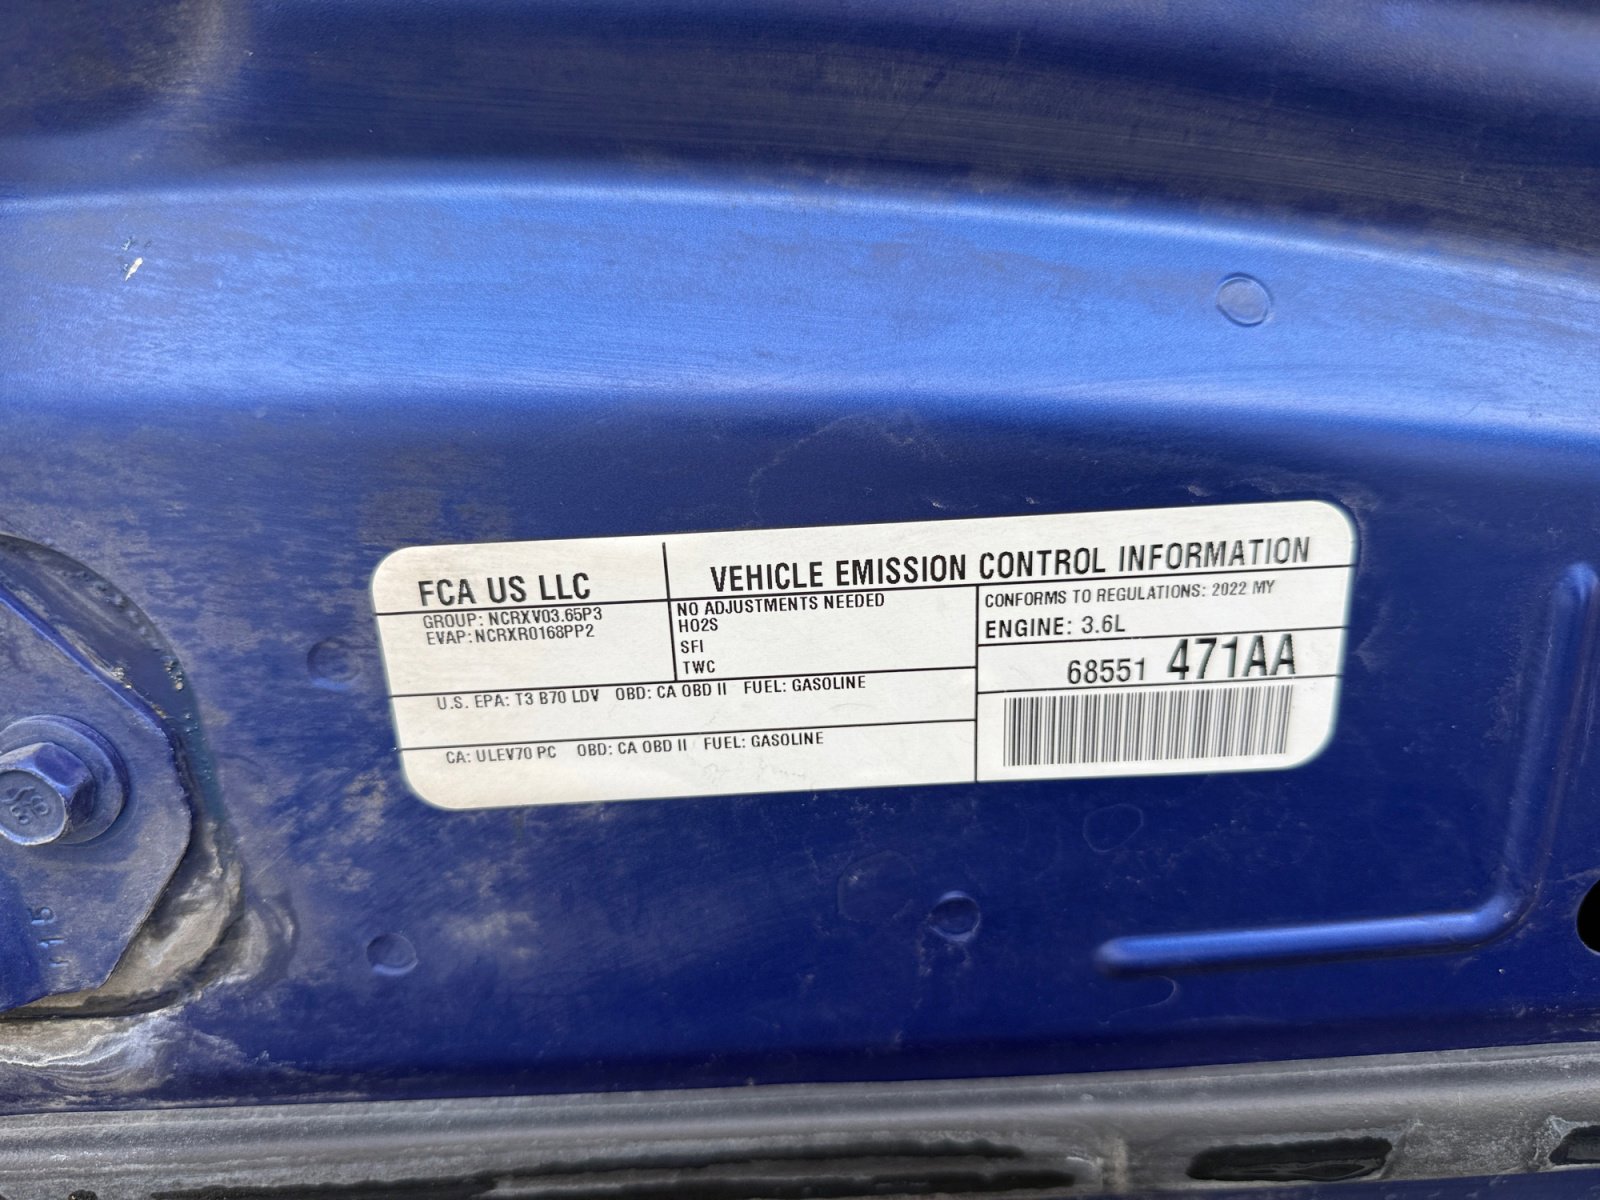 FCA US LLC
VEHICLE EMISSION CONTROL INFORMATION
GROUP: NCRXV03.65P3
EVAP: NCRXR0168PP2
NO ADJUSTMENTS NEEDED
HO2S
SFI
TWC
CONFORMS TO REGULATIONS: 2022 MY
ENGINE: 3.6L
68551 471AA
U.S. EPA: T3 B70 LDV OBD: CA OBD II FUEL: GASOLINE
CA: ULEV70 PC OBD: CA OBD II FUEL: GASOLINE